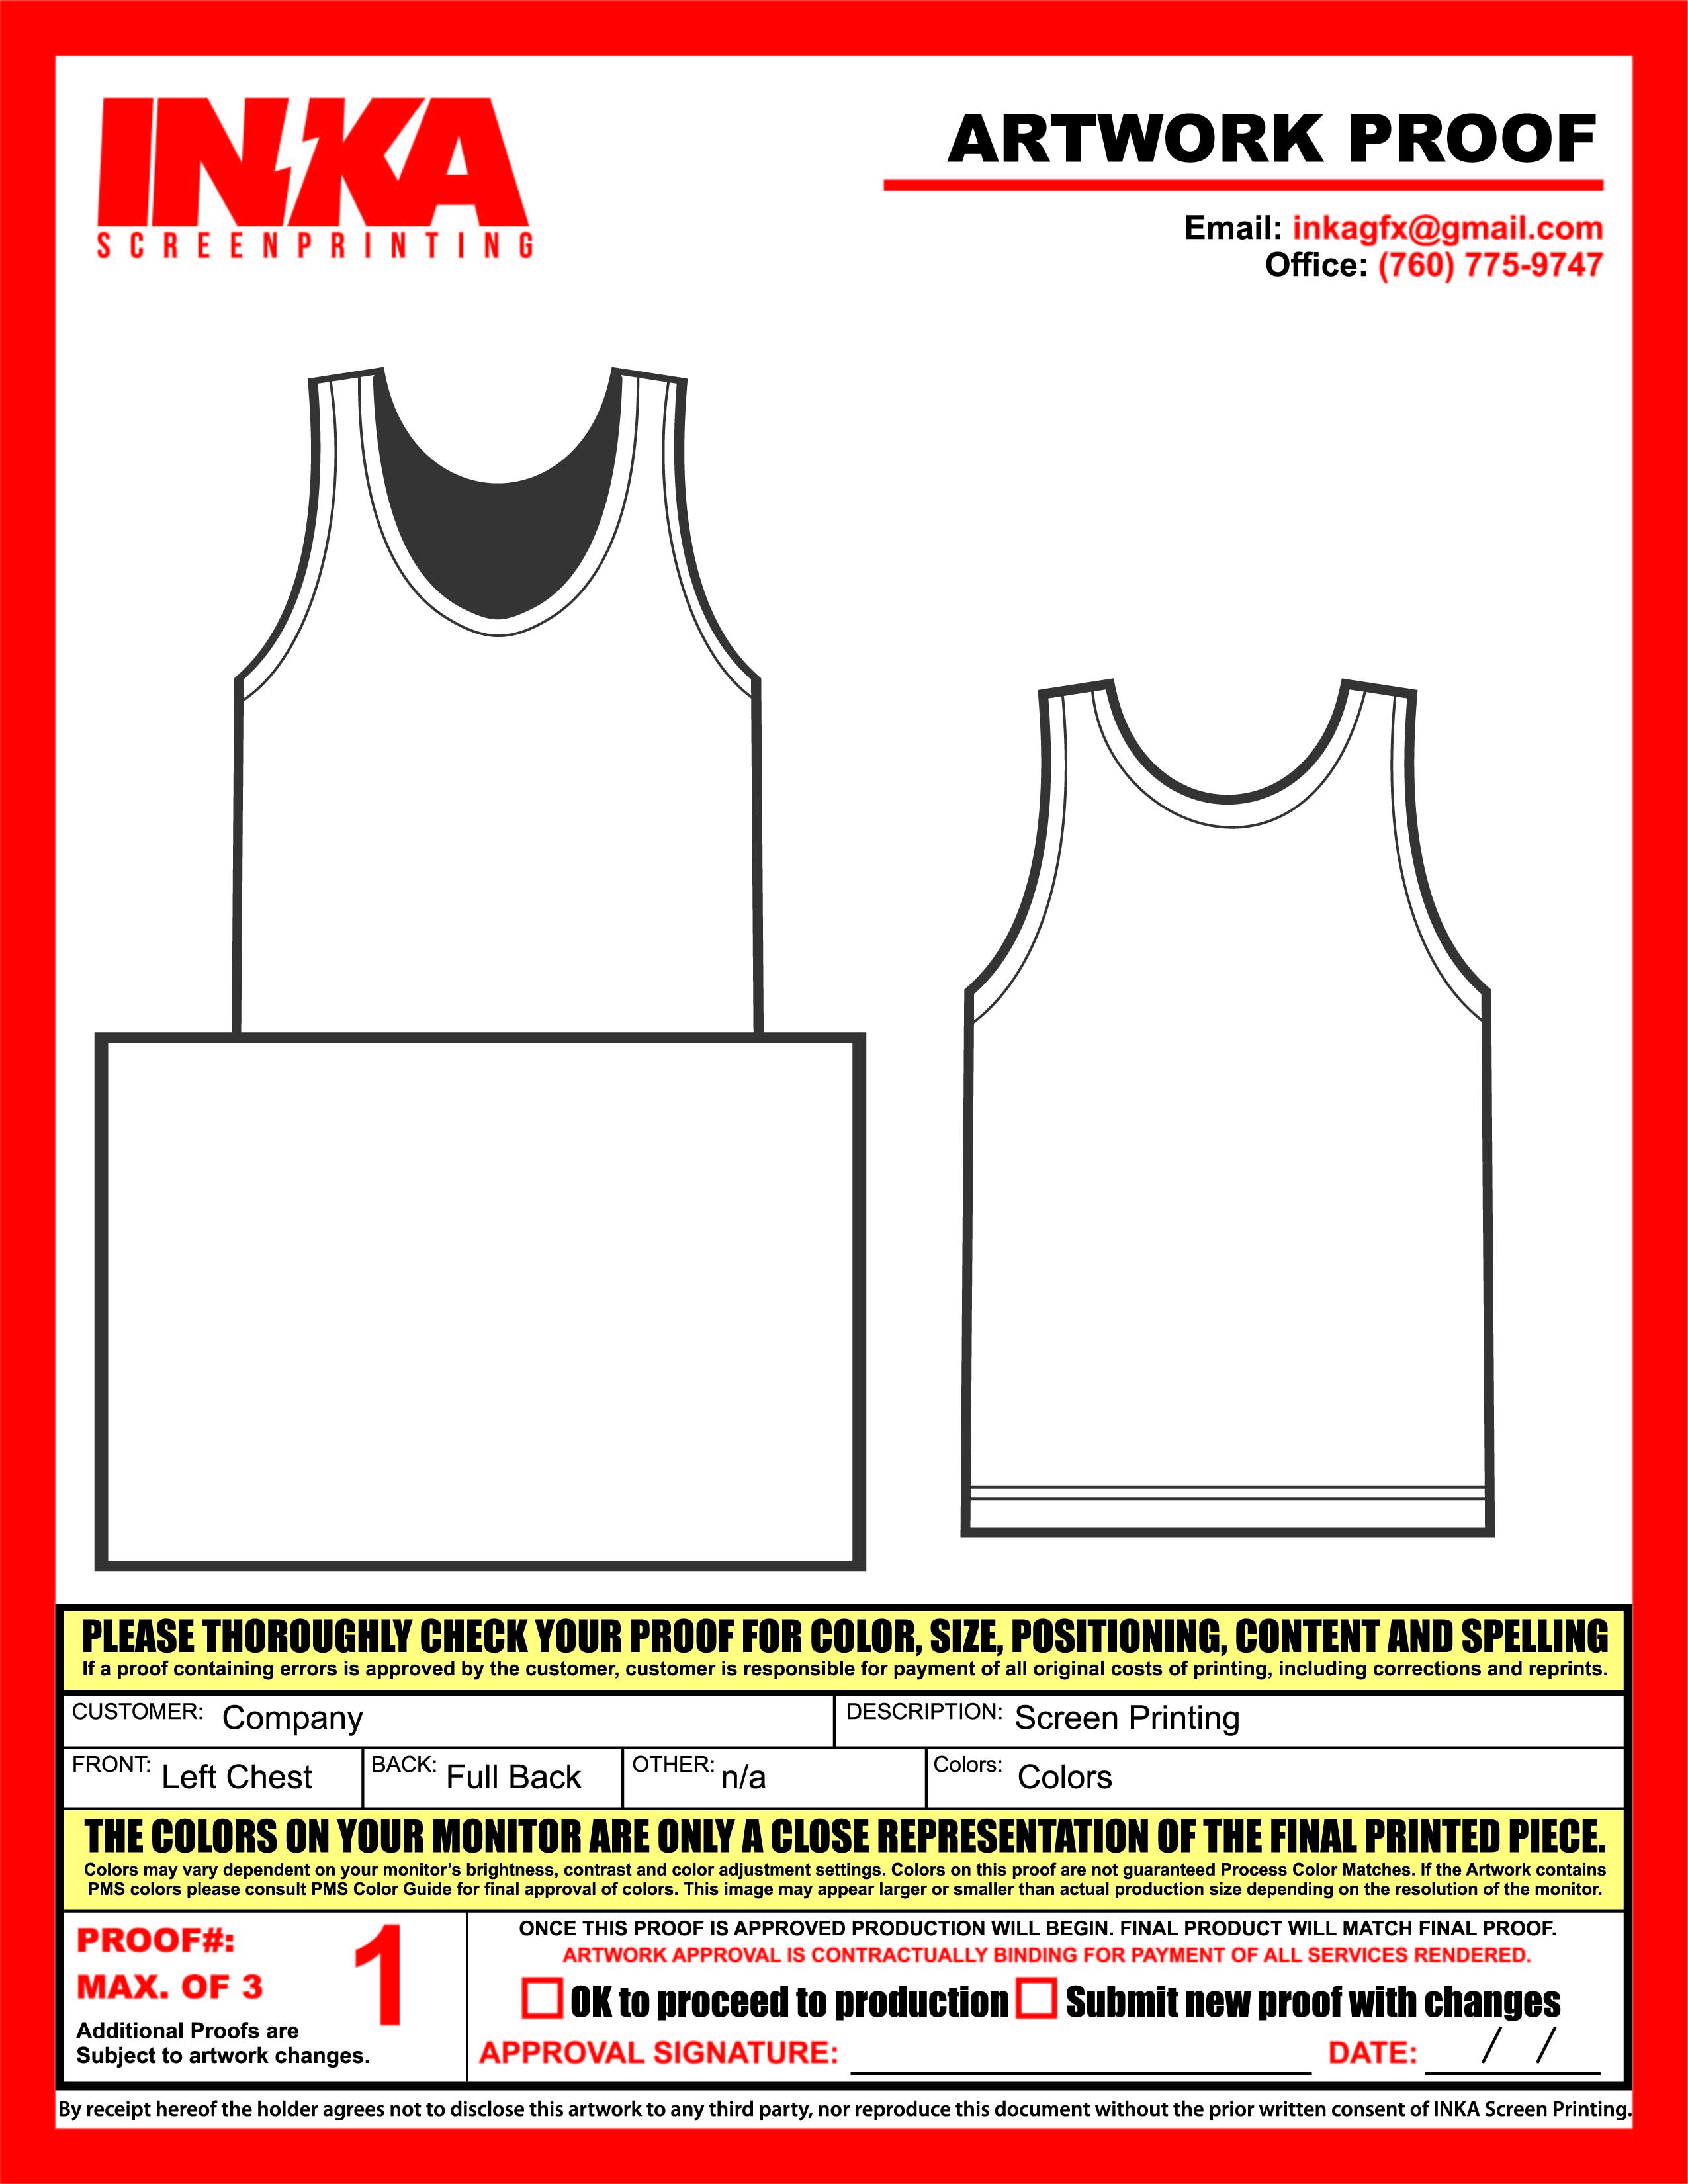 INKA
SCREENPRINTING
ARTWORK PROOF
Email: inkagfx@gmail.com
Office: (760) 775-9747
PLEASE THOROUGHLY CHECK YOUR PROOF FOR COLOR, SIZE, POSITIONING, CONTENT AND SPELLING
If a proof containing errors is approved by the customer, customer is responsible for payment of all original costs of printing, including corrections and reprints.
CUSTOMER: Company DESCRIPTION: Screen Printing
FRONT: Left Chest BACK: Full Back OTHER: n/a Colors: Colors
THE COLORS ON YOUR MONITOR ARE ONLY A CLOSE REPRESENTATION OF THE FINAL PRINTED PIECE.
Colors may vary dependent on your monitor's brightness, contrast and color adjustment settings. Colors on this proof are not guaranteed Process Color Matches. If the Artwork contains
PMS colors please consult PMS Color Guide for final approval of colors. This image may appear larger or smaller than actual production size depending on the resolution of the monitor.
PROOF#: 1
MAX. OF 3
Additional Proofs are
Subject to artwork changes.
ONCE THIS PROOF IS APPROVED PRODUCTION WILL BEGIN. FINAL PRODUCT WILL MATCH FINAL PROOF.
ARTWORK APPROVAL IS CONTRACTUALLY BINDING FOR PAYMENT OF ALL SERVICES RENDERED.
OK to proceed to production Submit new proof with changes
APPROVAL SIGNATURE: DATE: / /
By receipt hereof the holder agrees not to disclose this artwork to any third party, nor reproduce this document without the prior written consent of INKA Screen Printing.